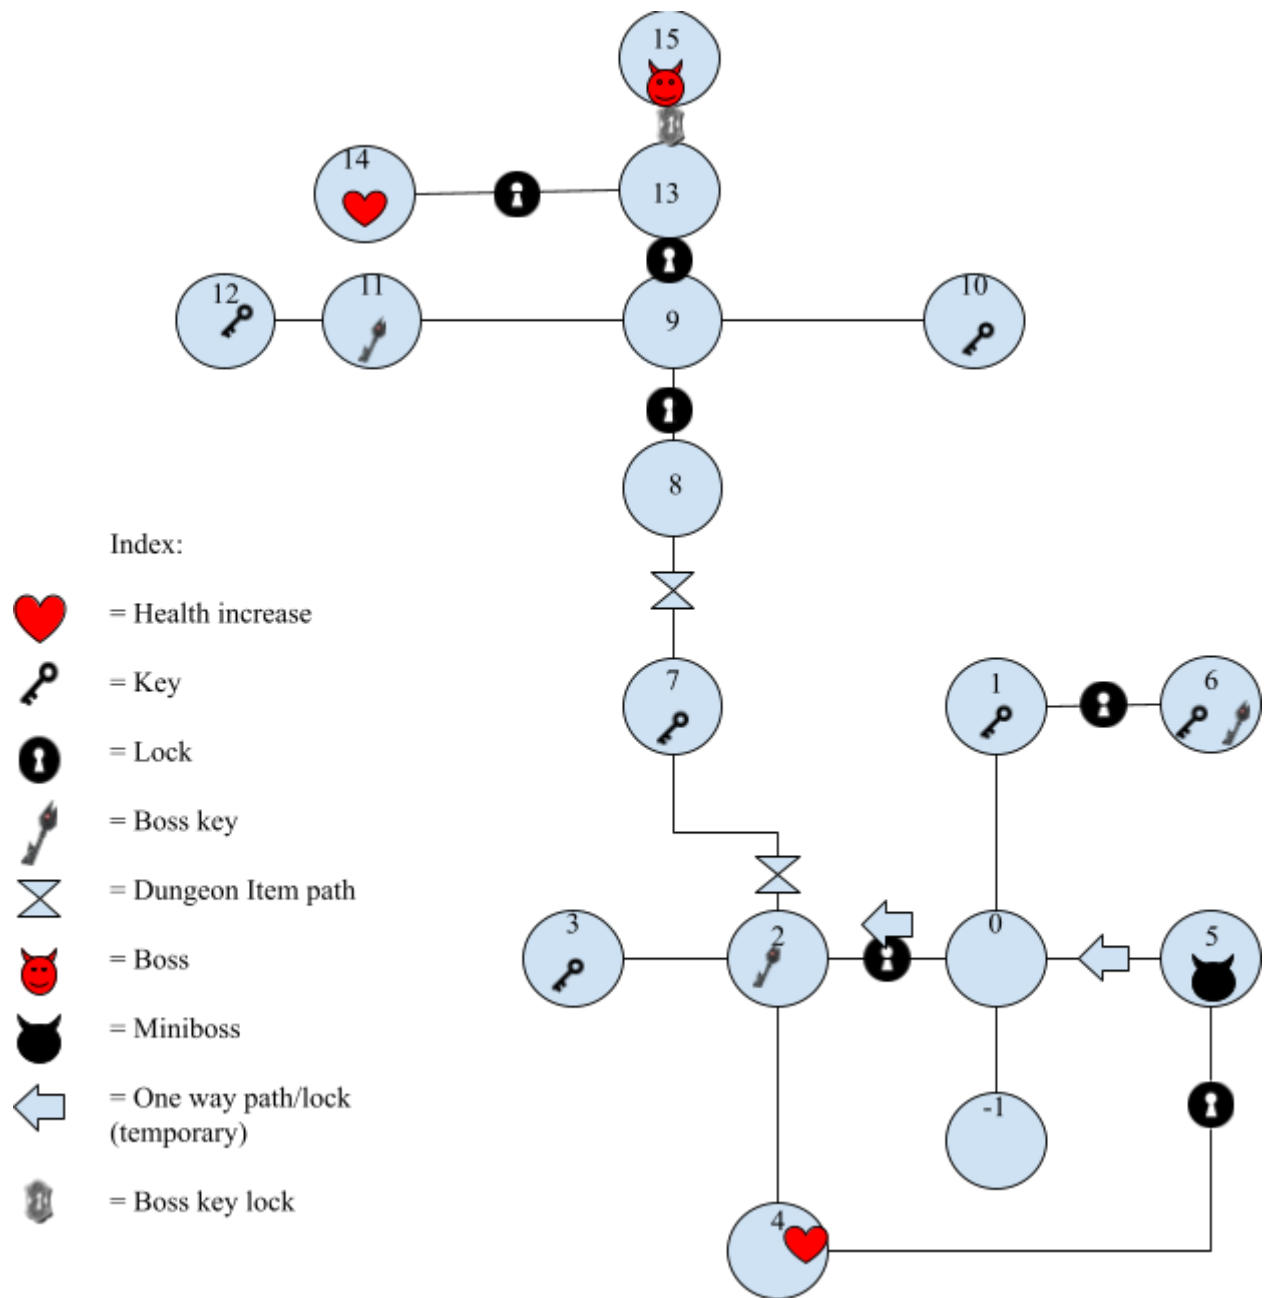 15
14
13
12
11
9
10
8
Index:
= Health increase
= Key
7
1
6
= Lock
= Boss key
= Dungeon Item path
3
2
0
5
= Boss
= Miniboss
= One way path/lock
(temporary)
-1
= Boss key lock
4